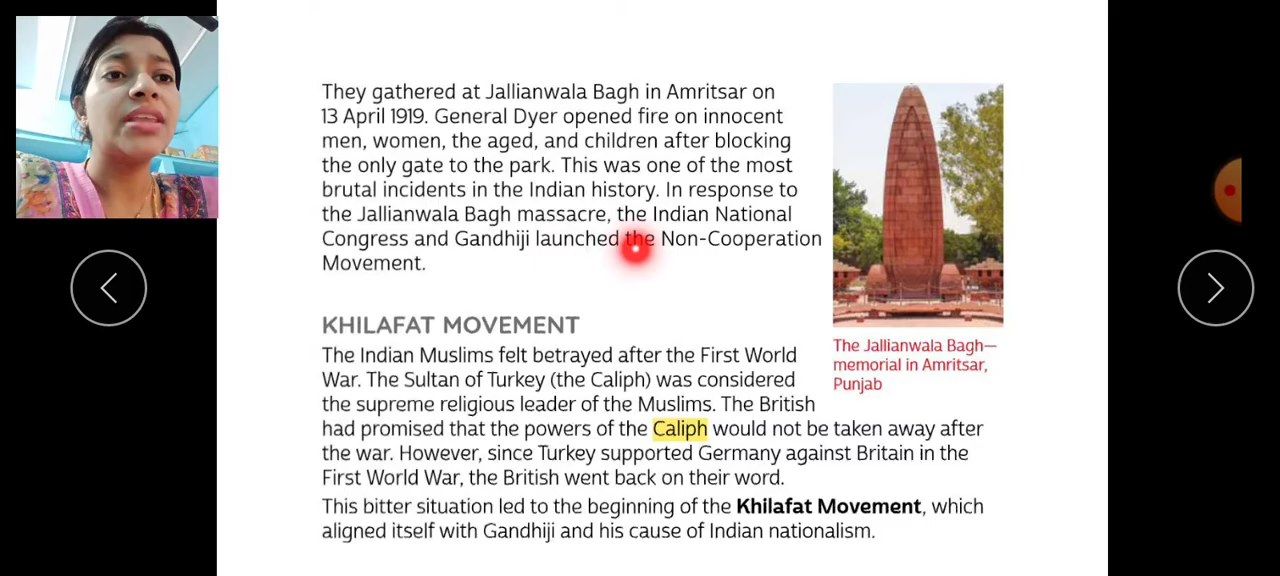 They gathered at Jallianwala Bagh in Amritsar on
13 April 1919. General Dyer opened fire on innocent
men, women, the aged, and children after blocking
the only gate to the park. This was one of the most
brutal incidents in the Indian history. In response to
the Jallianwala Bagh massacre, the Indian National
Congress and Gandhiji launched the Non-Cooperation
Movement.
KHILAFAT MOVEMENT
The Indian Muslims felt betrayed after the First World
War. The Sultan of Turkey (the Caliph) was considered
the supreme religious leader of the Muslims. The British
had promised that the powers of the Caliph would not be taken away after
the war. However, since Turkey supported Germany against Britain in the
First World War, the British went back on their word.
This bitter situation led to the beginning of the Khilafat Movement, which
aligned itself with Gandhiji and his cause of Indian nationalism.
The Jallianwala Bagh—
memorial in Amritsar,
Punjab